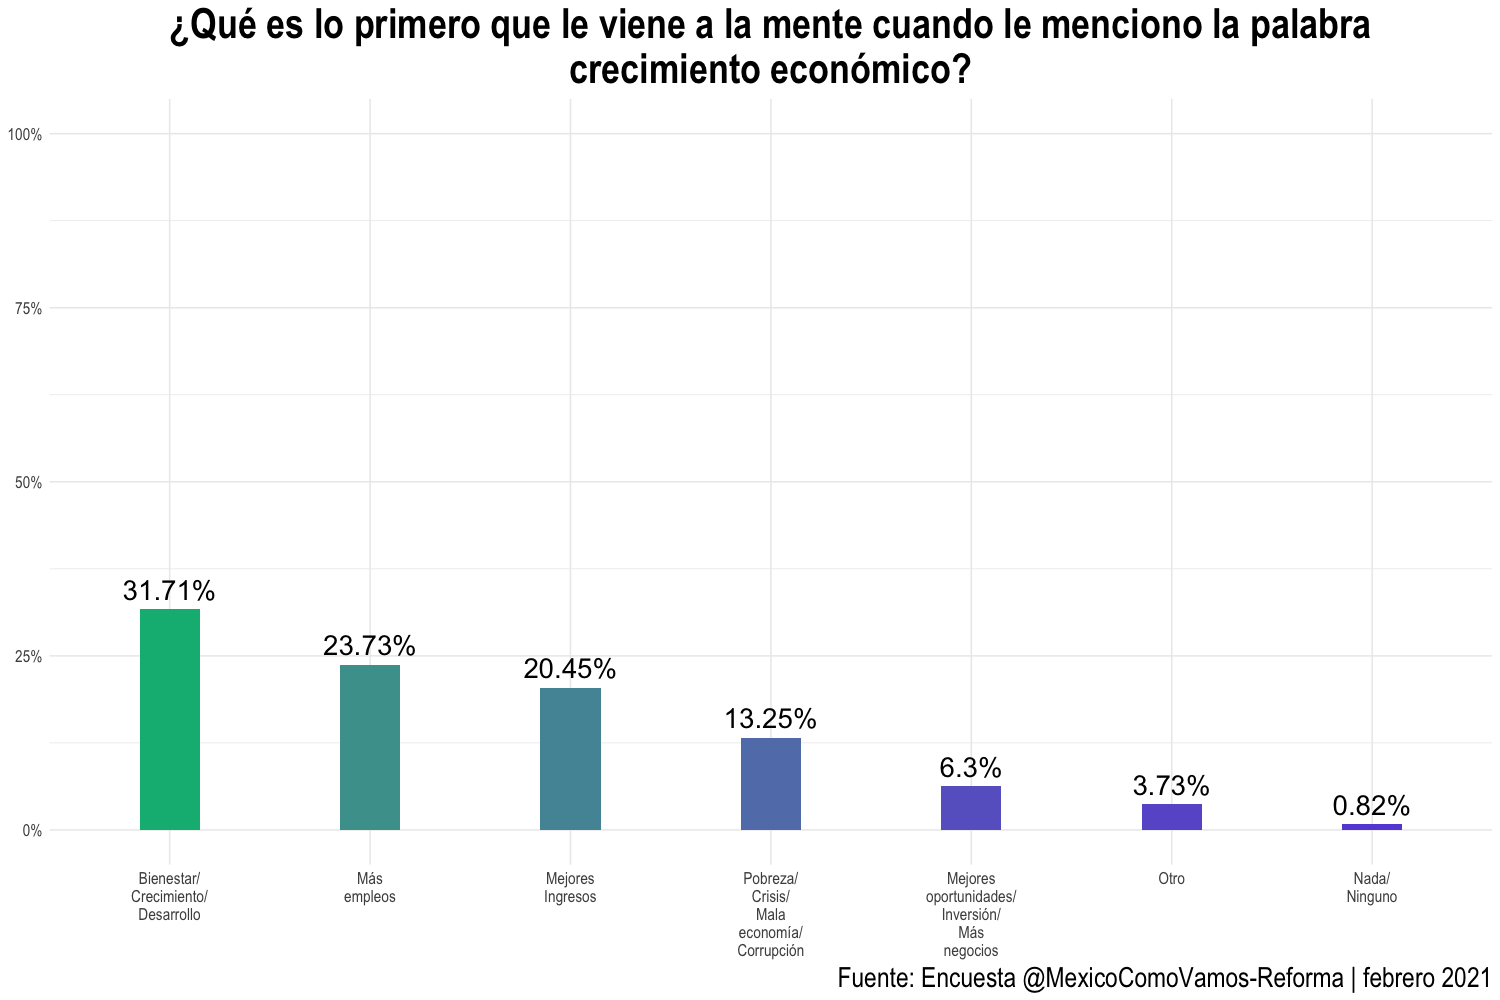 ¿Qué es lo primero que le viene a la mente cuando le menciono la palabra
crecimiento económico?
100%
75%
50%
25%
0%
31.71%
23.73%
20.45%
13.25%
6.3%
3.73%
0.82%
Bienestar/
Crecimiento/
Desarrollo
Más
empleos
Mejores
Ingresos
Pobreza/
Crisis/
Mala
economía/
Corrupción
Mejores
oportunidades/
Inversión/
Más
negocios
Otro
Nada/
Ninguno
Fuente: Encuesta @MexicoComoVamos-Reforma | febrero 2021